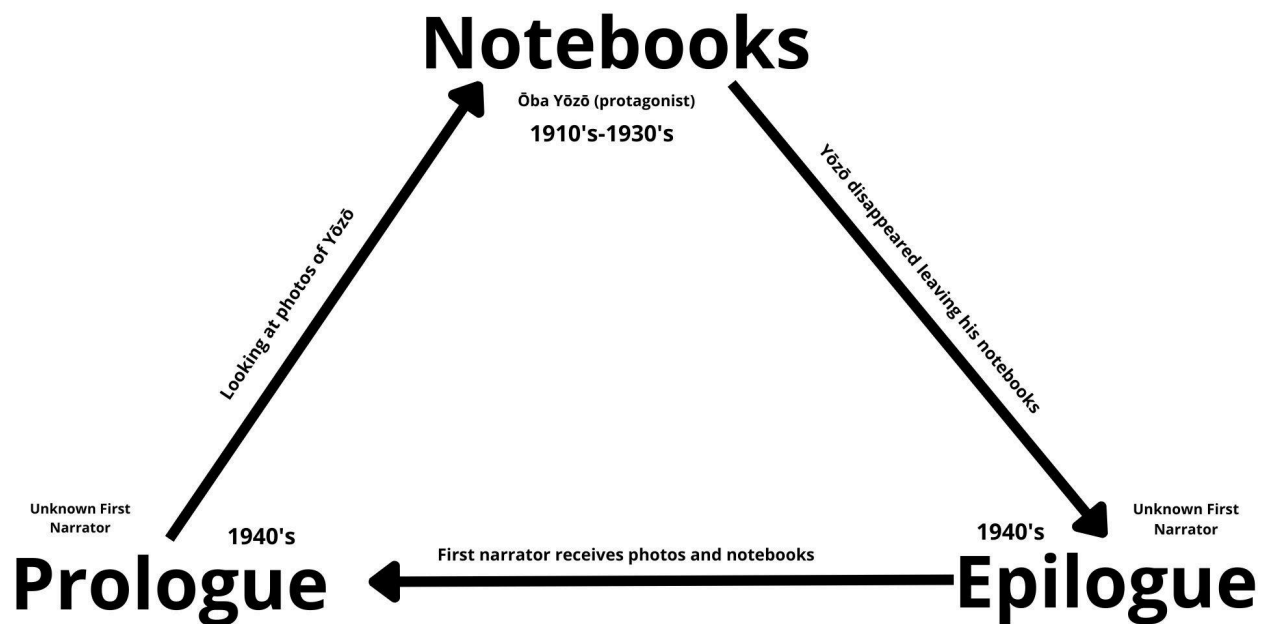 Notebooks
Ōba Yōzō (protagonist)
1910's-1930's
Looking at photos of Yōzō
Yōzō disappeared leaving his notebooks
Unknown First
Narrator
1940's
Prologue
First narrator receives photos and notebooks
1940's
Unknown First
Narrator
Epilogue